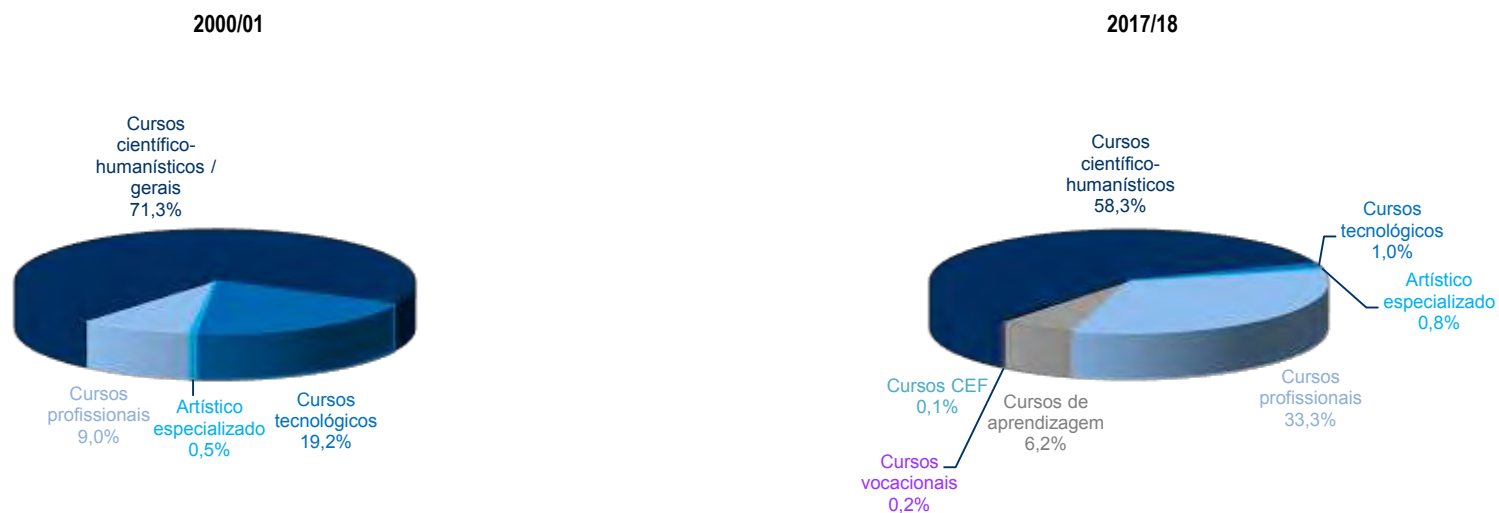 2000/01
Cursos
científico-
humanísticos /
gerais
71,3%
Cursos
profissionais
9,0%
Artístico
especializado
0,5%
Cursos
tecnológicos
19,2%
2017/18
Cursos
científico-
humanísticos
58,3%
Cursos
tecnológicos
1,0%
Artístico
especializado
0,8%
Cursos
profissionais
33,3%
Cursos de
aprendizagem
6,2%
Cursos CEF
0,1%
Cursos
vocacionais
0,2%